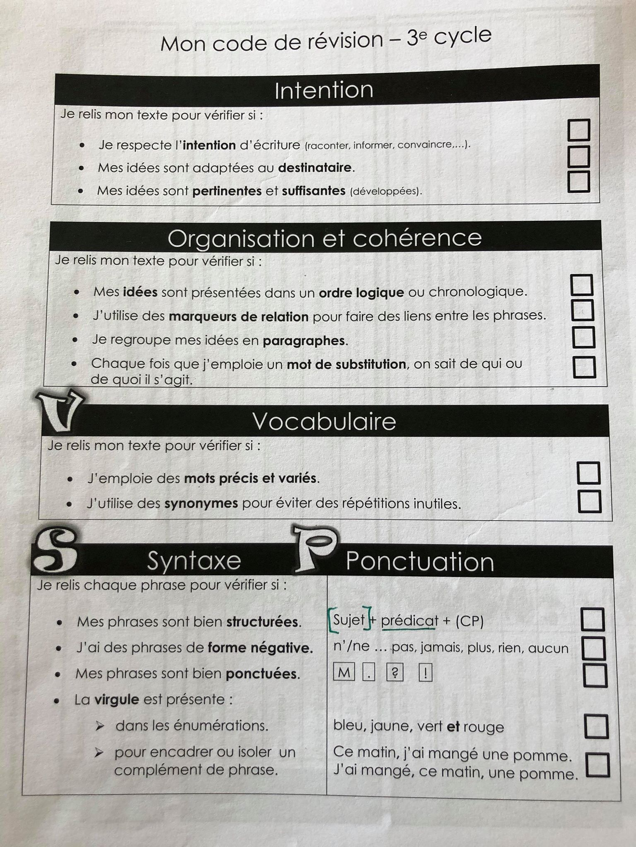 Mon code de révision – 3e cycle
Intention
Je relis mon texte pour vérifier si :
• Je respecte l'intention d'écriture (raconter, informer, convaincre,…).
• Mes idées sont adaptées au destinataire.
• Mes idées sont pertinentes et suffisantes (développées).
Organisation et cohérence
Je relis mon texte pour vérifier si :
• Mes idées sont présentées dans un ordre logique ou chronologique.
• J'utilise des marqueurs de relation pour faire des liens entre les phrases.
• Je regroupe mes idées en paragraphes.
• Chaque fois que j'emploie un mot de substitution, on sait de qui ou
de quoi il s'agit.
V
Vocabulaire
Je relis mon texte pour vérifier si :
• J'emploie des mots précis et variés.
• J'utilise des synonymes pour éviter des répétitions inutiles.
S Syntaxe P Ponctuation
Je relis chaque phrase pour vérifier si :
• Mes phrases sont bien structurées. [Sujet]+ prédicat + (CP)
• J'ai des phrases de forme négative. n'/ne … pas, jamais, plus, rien, aucun
• Mes phrases sont bien ponctuées. M . ? !
• La virgule est présente :
➢ dans les énumérations. bleu, jaune, vert et rouge
➢ pour encadrer ou isoler un Ce matin, j'ai mangé une pomme.
complément de phrase. J'ai mangé, ce matin, une pomme.